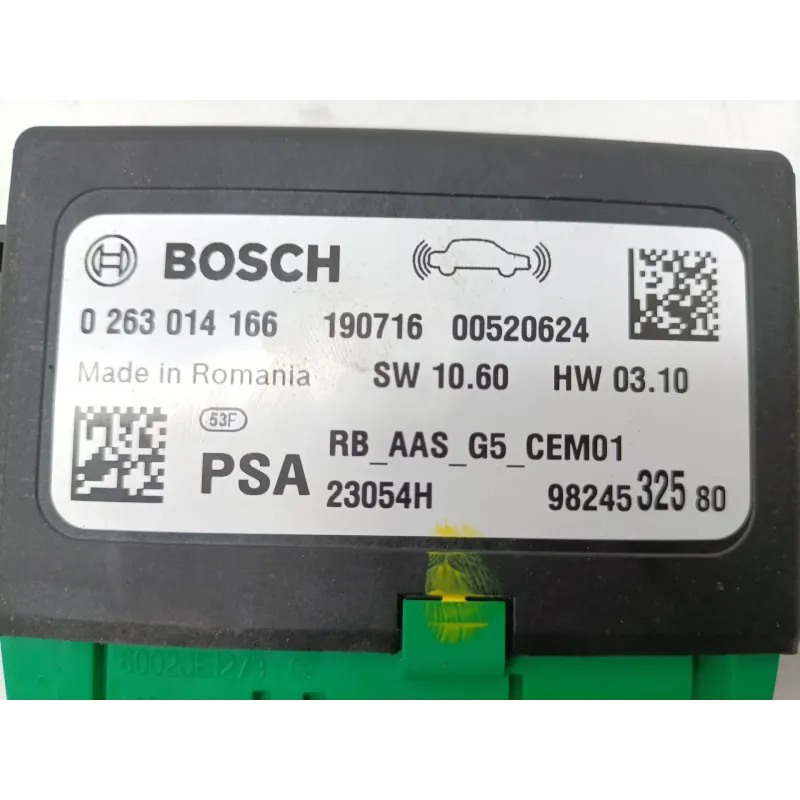 BOSCH
0 263 014 166 190716 00520624
Made in Romania SW 10.60 HW 03.10
53F RB_AAS_G5_CEM01
PSA 23054H 98245 325 80